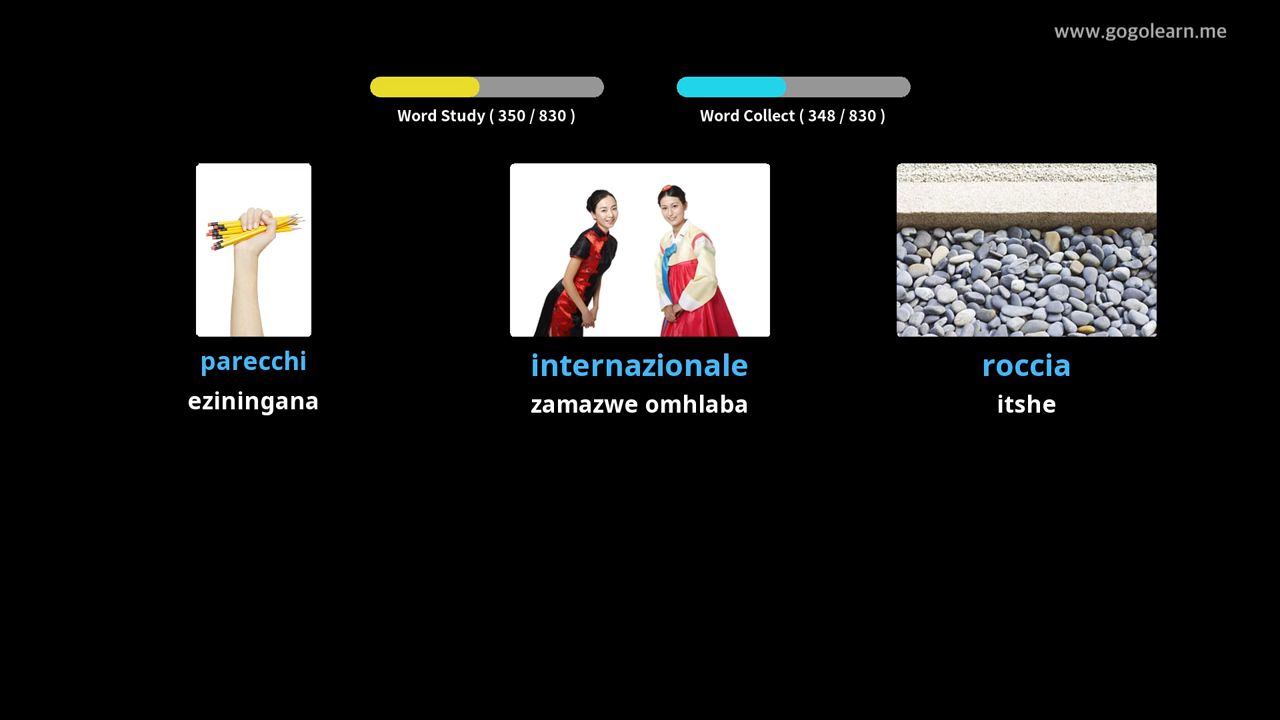 www.gogolearn.me
Word Study ( 350 / 830 )
Word Collect ( 348 / 830 )
parecchi
eziningana
internazionale
zamazwe omhlaba
roccia
itshe